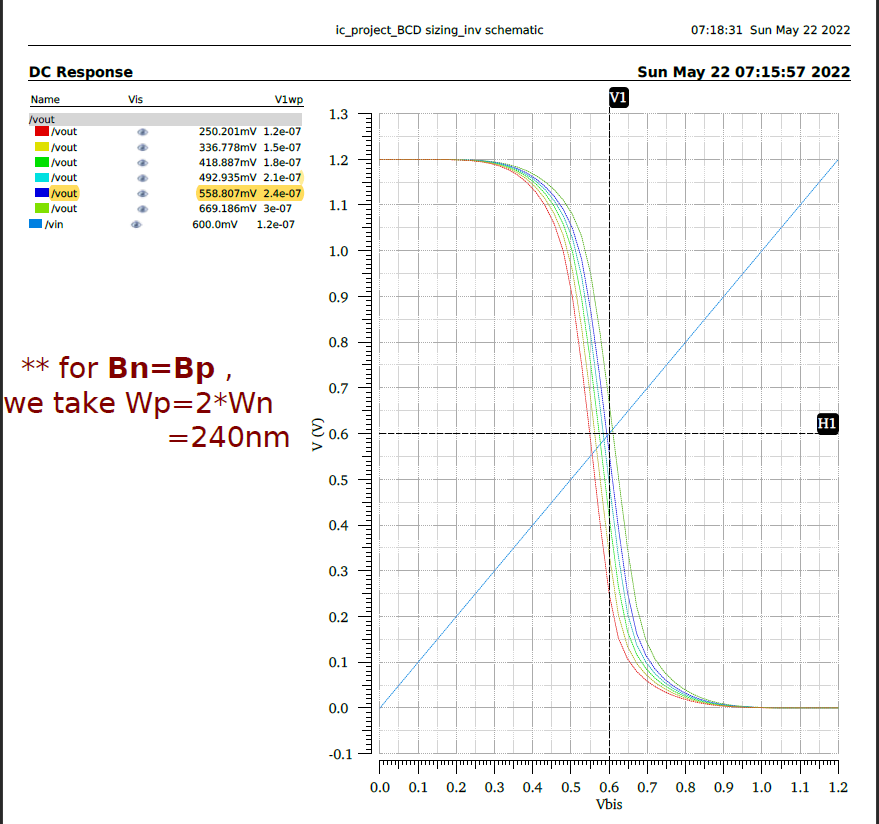 ic_project_BCD sizing_inv schematic 07:18:31 Sun May 22 2022
DC Response Sun May 22 07:15:57 2022
Name Vis V1wp
/vout
/vout 250.201mV 1.2e-07
/vout 336.778mV 1.5e-07
/vout 418.887mV 1.8e-07
/vout 492.935mV 2.1e-07
/vout 558.807mV 2.4e-07
/vout 669.186mV 3e-07
/vin 600.0mV 1.2e-07
** for Bn=Bp ,
we take Wp=2*Wn
=240nm
V1
H1
V (V)
1.3
1.2
1.1
1.0
0.9
0.8
0.7
0.6
0.5
0.4
0.3
0.2
0.1
0.0
-0.1
0.0 0.1 0.2 0.3 0.4 0.5 0.6 0.7 0.8 0.9 1.0 1.1 1.2
Vbis